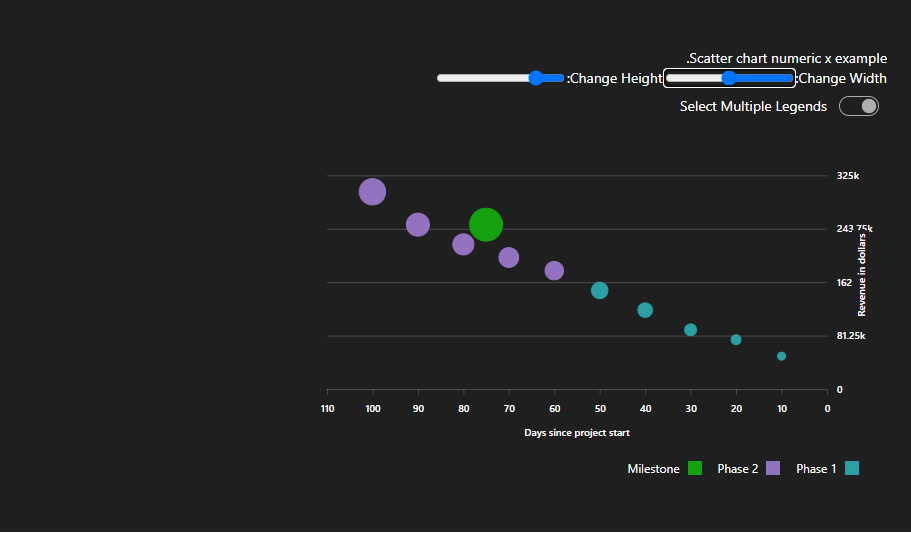 .Scatter chart numeric x example
:Change Width
:Change Height
Select Multiple Legends
325k
243.75k
162
81.25k
0
Revenue in dollars
110 100 90 80 70 60 50 40 30 20 10 0
Days since project start
Milestone Phase 2 Phase 1